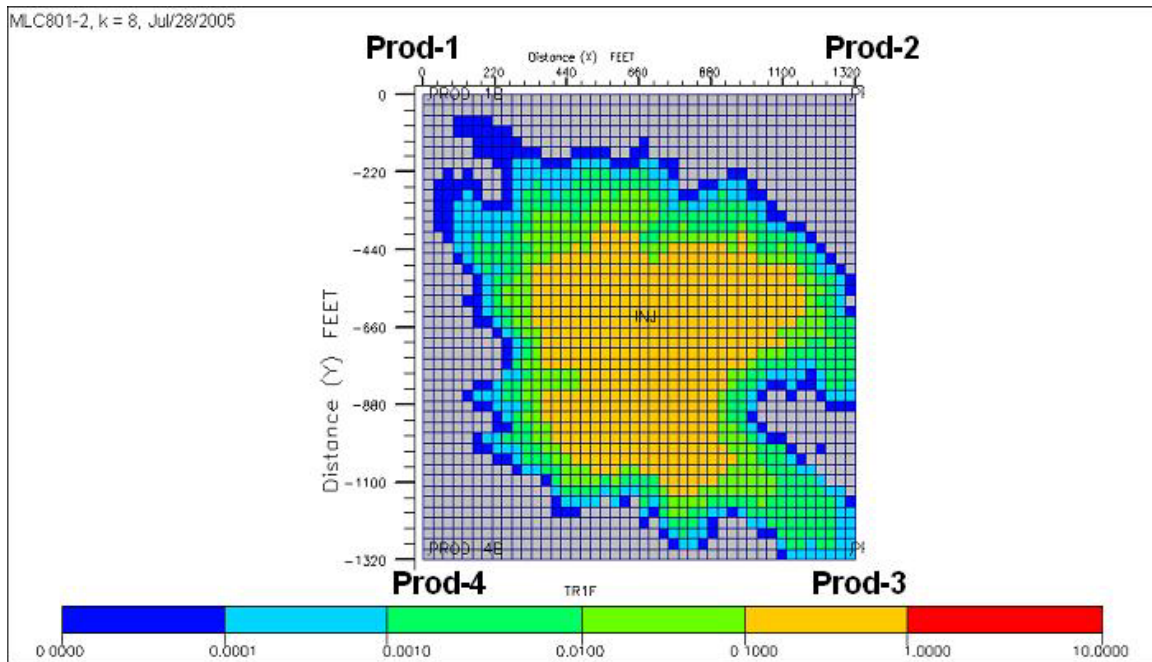 MLC801-2, k = 8, Jul/28/2005
Prod-1 Prod-2
Distance (X) FEET
0 220 440 660 880 1100 1320
PROD 1B
0
-220
-440
-660
-880
-1100
-1320
Distance (Y) FEET
INJ
PROD 4B
Prod-4 Prod-3
TR1F
0.0000 0.0001 0.0010 0.0100 0.1000 1.0000 10.0000